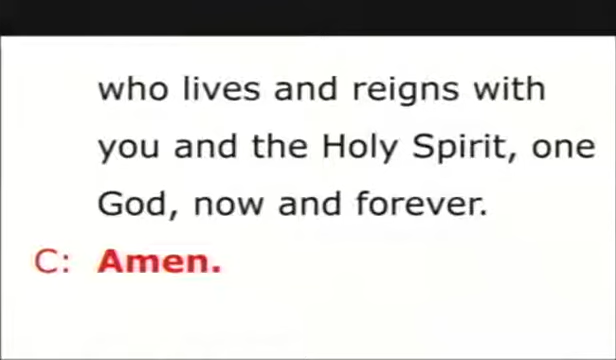 who lives and reigns with
you and the Holy Spirit, one
God, now and forever.
C: Amen.